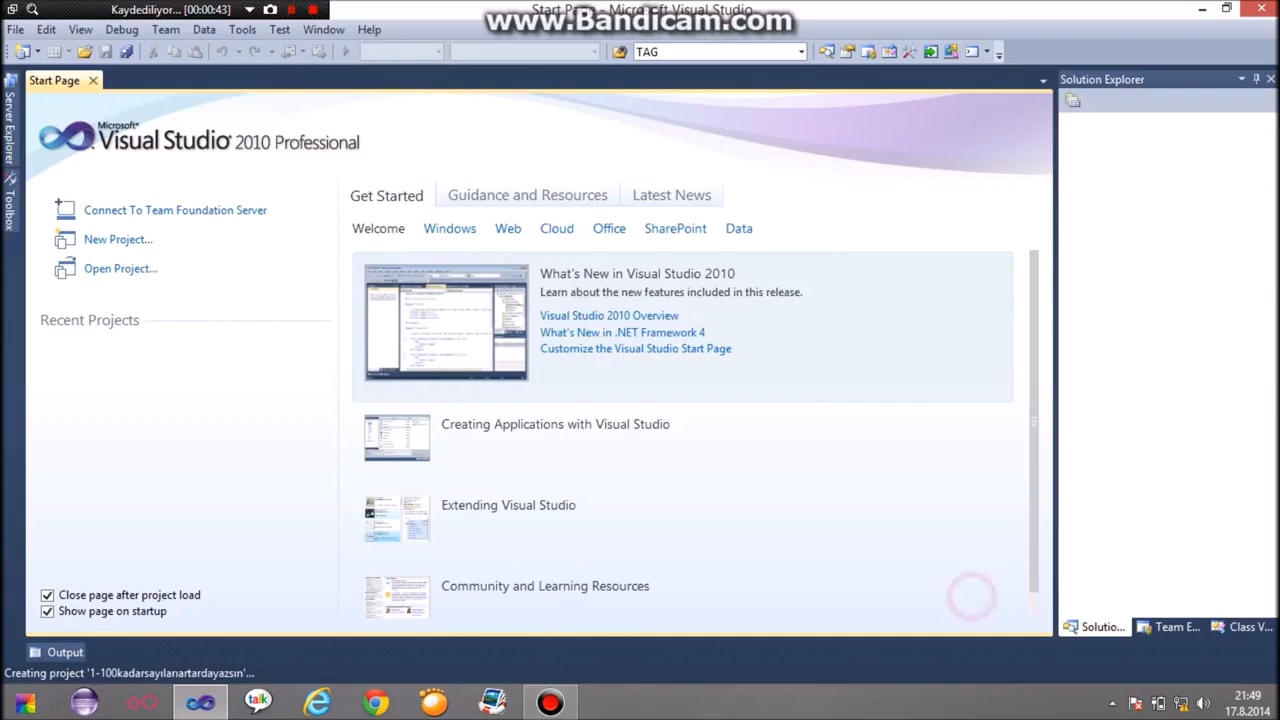 Kaydediliyor... [00:00:43]
www.Bandicam.com
File Edit View Debug Team Data Tools Test Window Help
TAG
Start Page
Solution Explorer
Server Explorer
Toolbox
Microsoft®
Visual Studio® 2010 Professional
Get Started Guidance and Resources Latest News
Connect To Team Foundation Server
New Project...
Open Project...
Recent Projects
Welcome Windows Web Cloud Office SharePoint Data
What's New in Visual Studio 2010
Learn about the new features included in this release.
Visual Studio 2010 Overview
What's New in .NET Framework 4
Customize the Visual Studio Start Page
Creating Applications with Visual Studio
Extending Visual Studio
Community and Learning Resources
Close page after project load
Show page on startup
Solutio... Team E... Class V...
Output
Creating project '1-100kadarsayılanartardayazsın'...
talk
21:49
17.8.2014